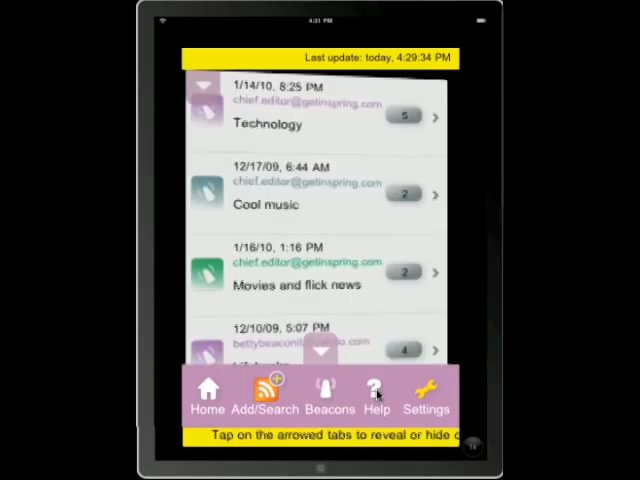 4:31 PM
Last update: today, 4:29:34 PM
1/14/10, 8:25 PM
chief.editor@getinspring.com
Technology
5
12/17/09, 6:44 AM
chief.editor@getinspring.com
Cool music
2
1/16/10, 1:16 PM
chief.editor@getinspring.com
Movies and flick news
2
12/10/09, 5:07 PM
4
Home Add/Search Beacons Help Settings
Tap on the arrowed tabs to reveal or hide c
1x